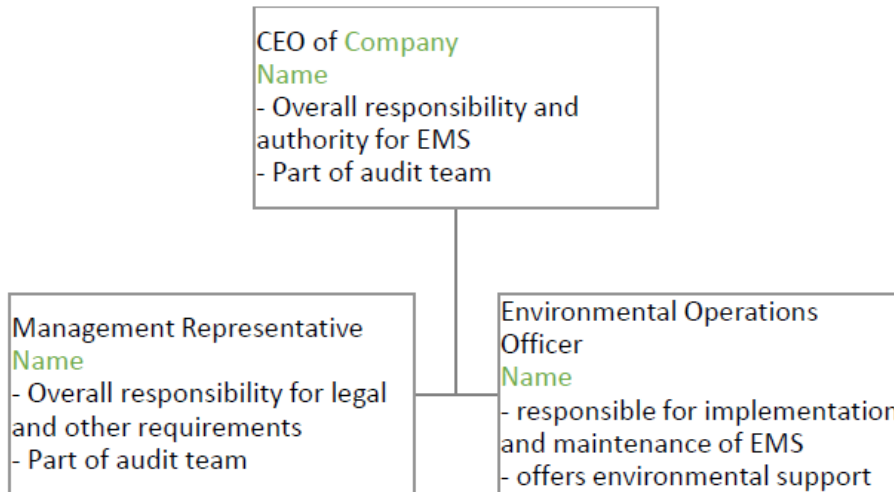 CEO of Company
Name
- Overall responsibility and
authority for EMS
- Part of audit team
Management Representative
Name
- Overall responsibility for legal
and other requirements
- Part of audit team
Environmental Operations
Officer
Name
- responsible for implementation
and maintenance of EMS
- offers environmental support